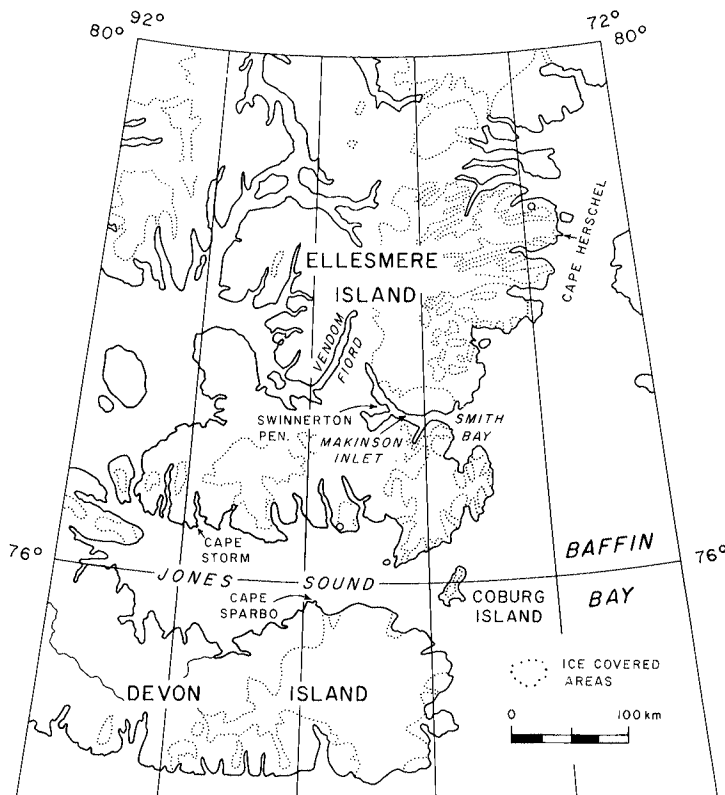 92°
72°
80°
80°
ELLESMERE
ISLAND
CAPE HERSCHEL
VENDOM
FIORD
SWINNERTON
PEN.
MAKINSON
INLET
SMITH
BAY
CAPE
STORM
76°
76°
BAFFIN
BAY
JONES SOUND
CAPE
SPARBO
COBURG
ISLAND
DEVON ISLAND
ICE COVERED
AREAS
0 100 km